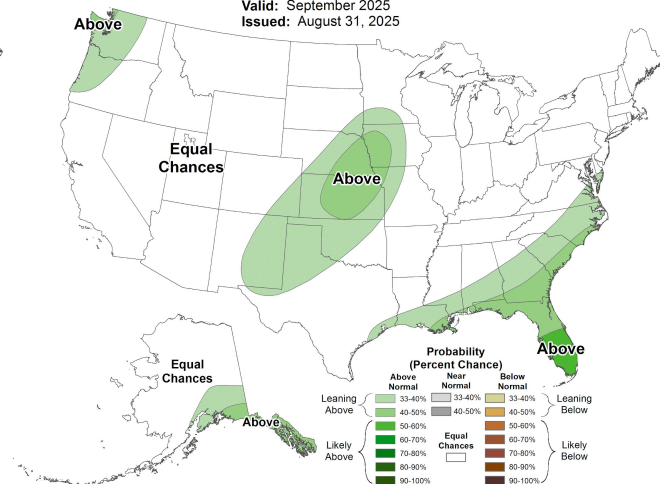 Valid: September 2025
Issued: August 31, 2025
Above
Equal
Chances
Above
Above
Equal
Chances
Above
Probability
(Percent Chance)
Above
Normal
Near
Normal
Below
Normal
Leaning
Above
33-40%
40-50%
33-40%
40-50%
33-40%
40-50%
Leaning
Below
Likely
Above
50-60%
60-70%
70-80%
80-90%
90-100%
Equal
Chances
50-60%
60-70%
70-80%
80-90%
90-100%
Likely
Below